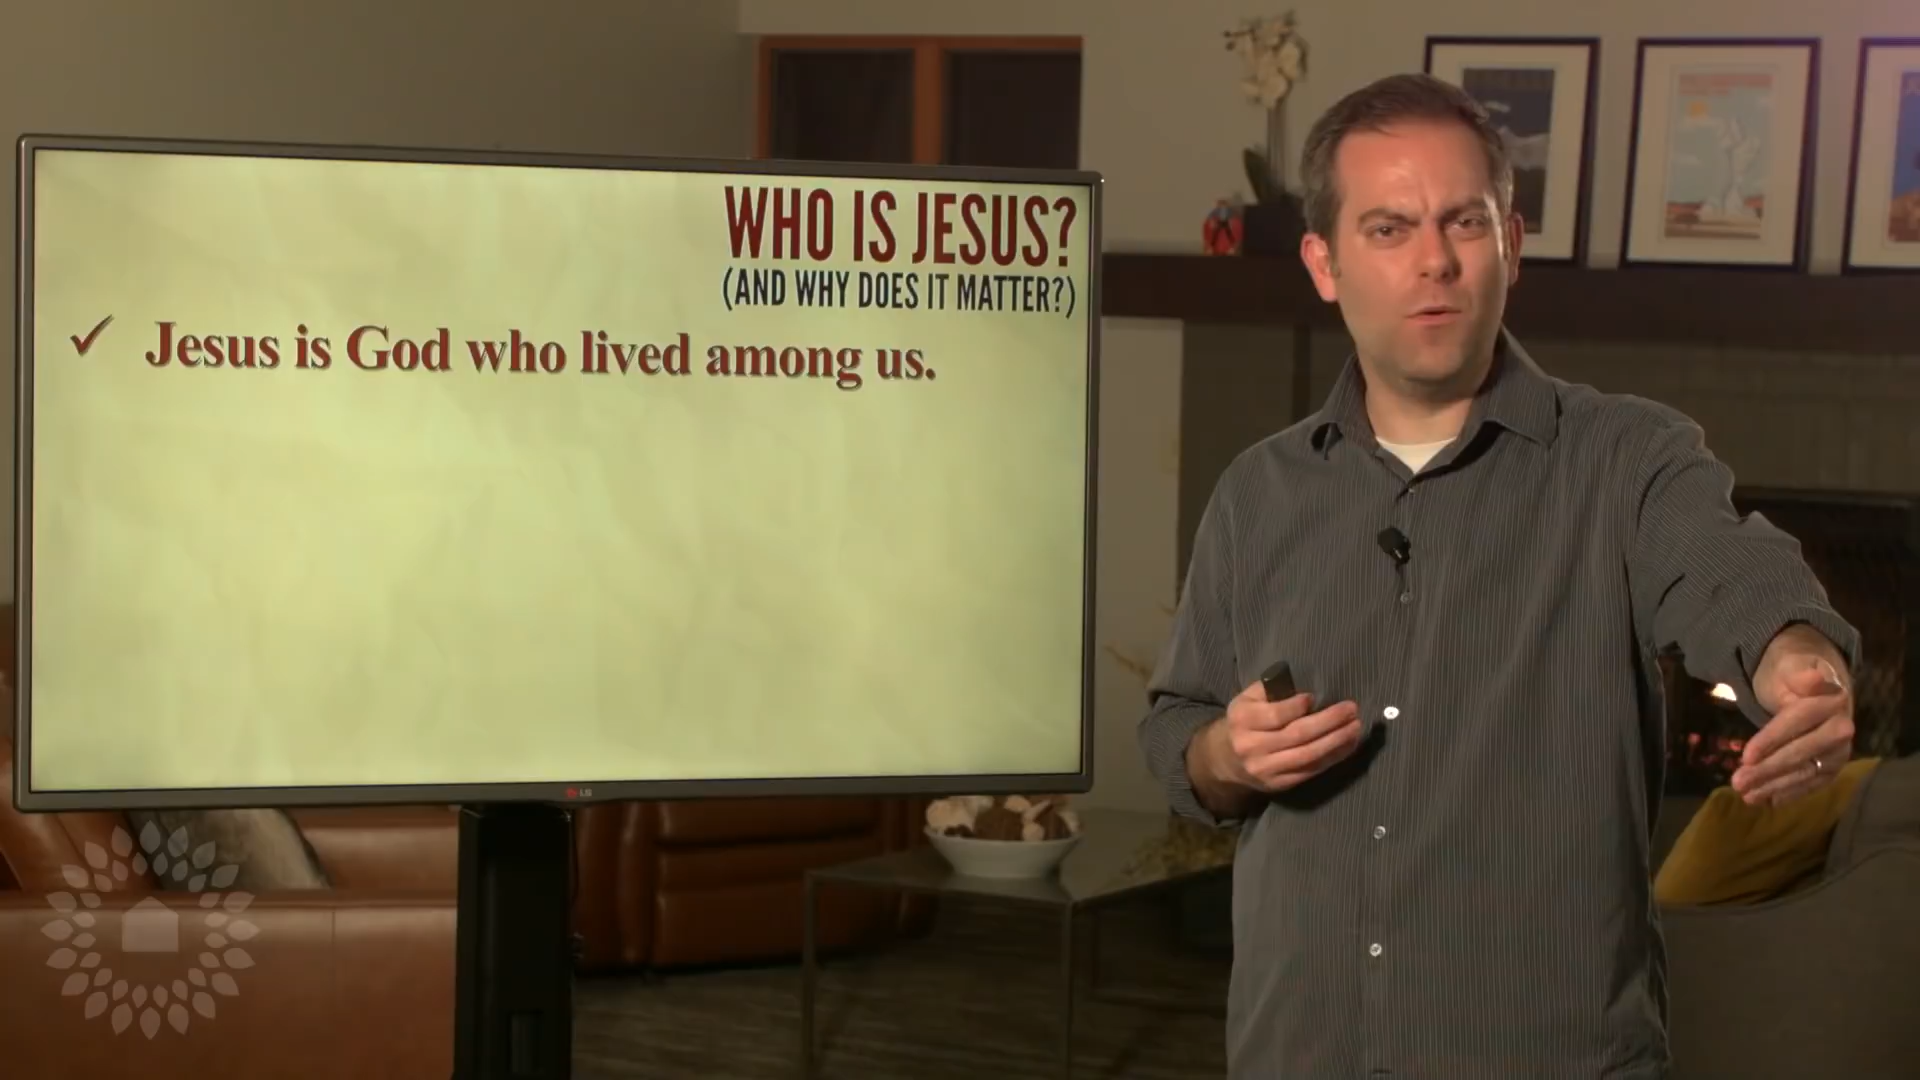 WHO IS JESUS?
(AND WHY DOES IT MATTER?)
✓ Jesus is God who lived among us.
LG